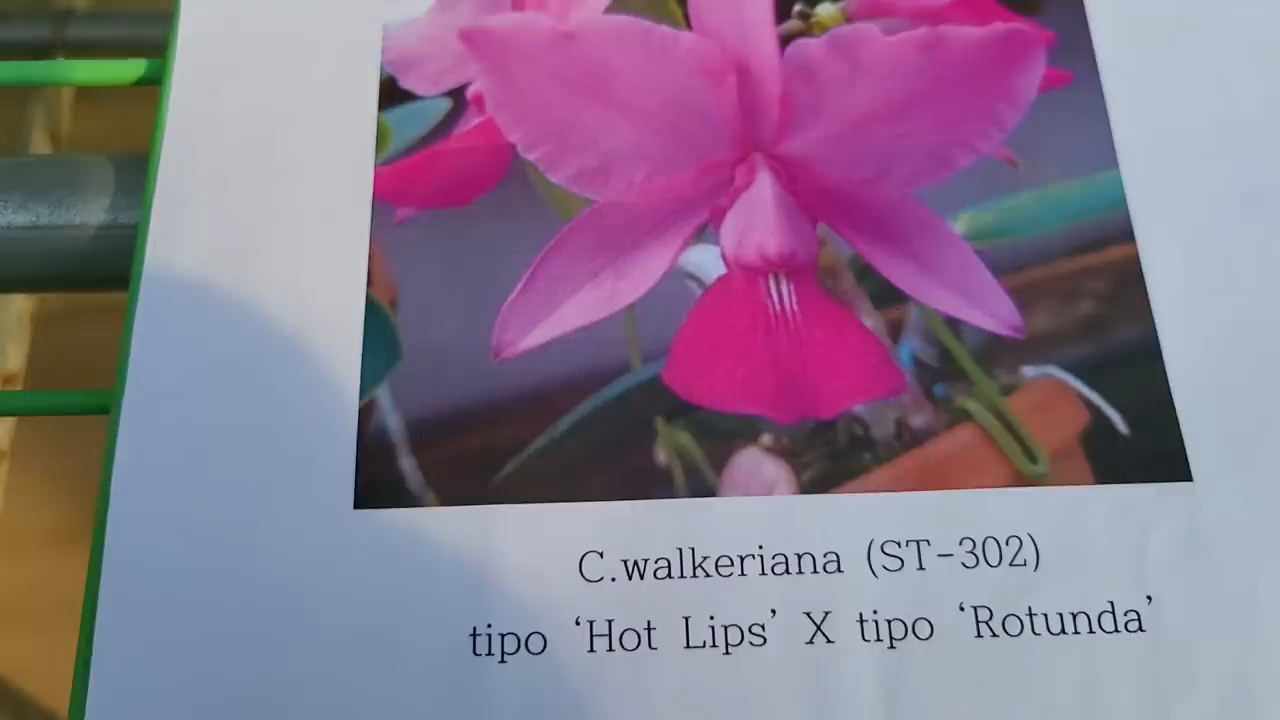 C.walkeriana (ST-302)
tipo ‘Hot Lips’ X tipo ‘Rotunda’